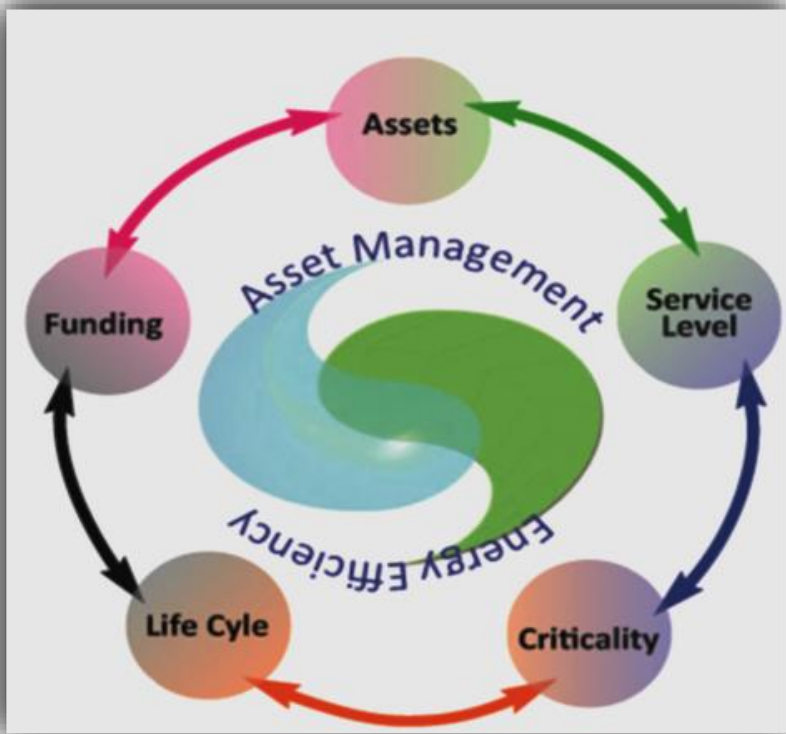 Assets
Asset Management
Service
Level
Funding
Energy Efficiency
Life Cyle
Criticality